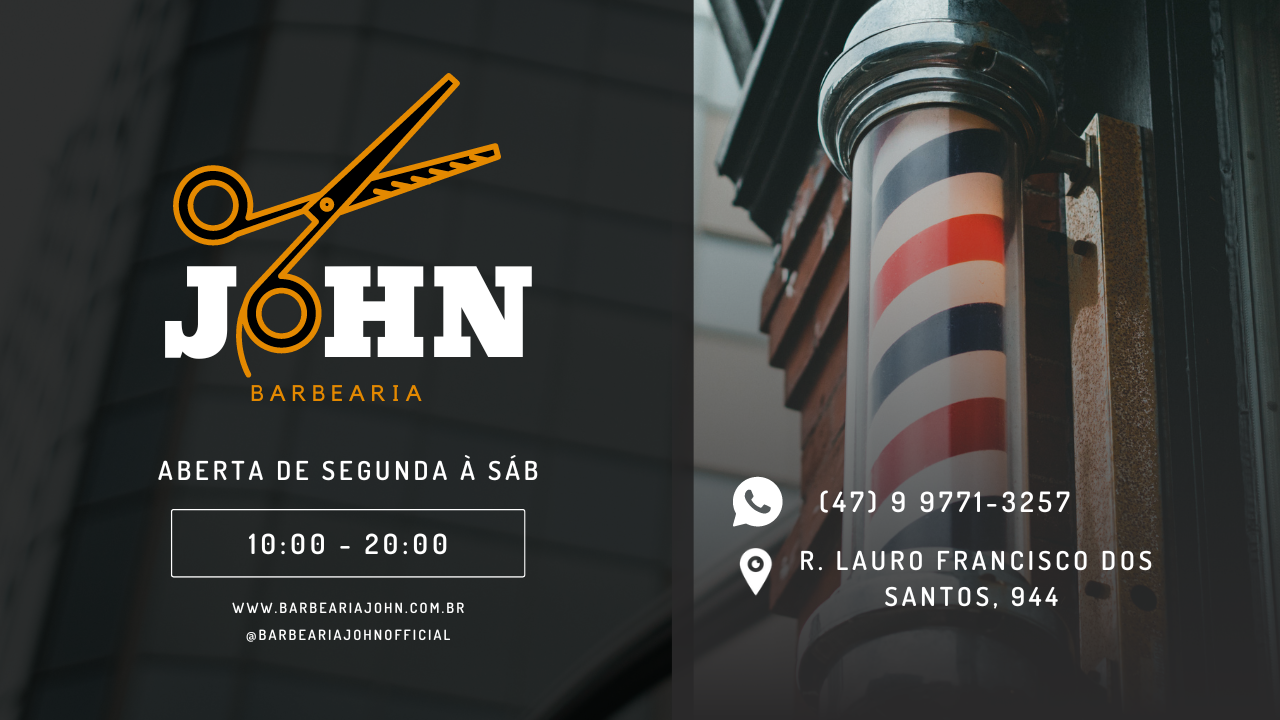 JOHN
BARBEARIA
ABERTA DE SEGUNDA À SÁB
10:00 - 20:00
WWW.BARBEARIAJOHN.COM.BR
@BARBEARIAJOHNOFFICIAL
(47) 9 9771-3257
R. LAURO FRANCISCO DOS
SANTOS, 944